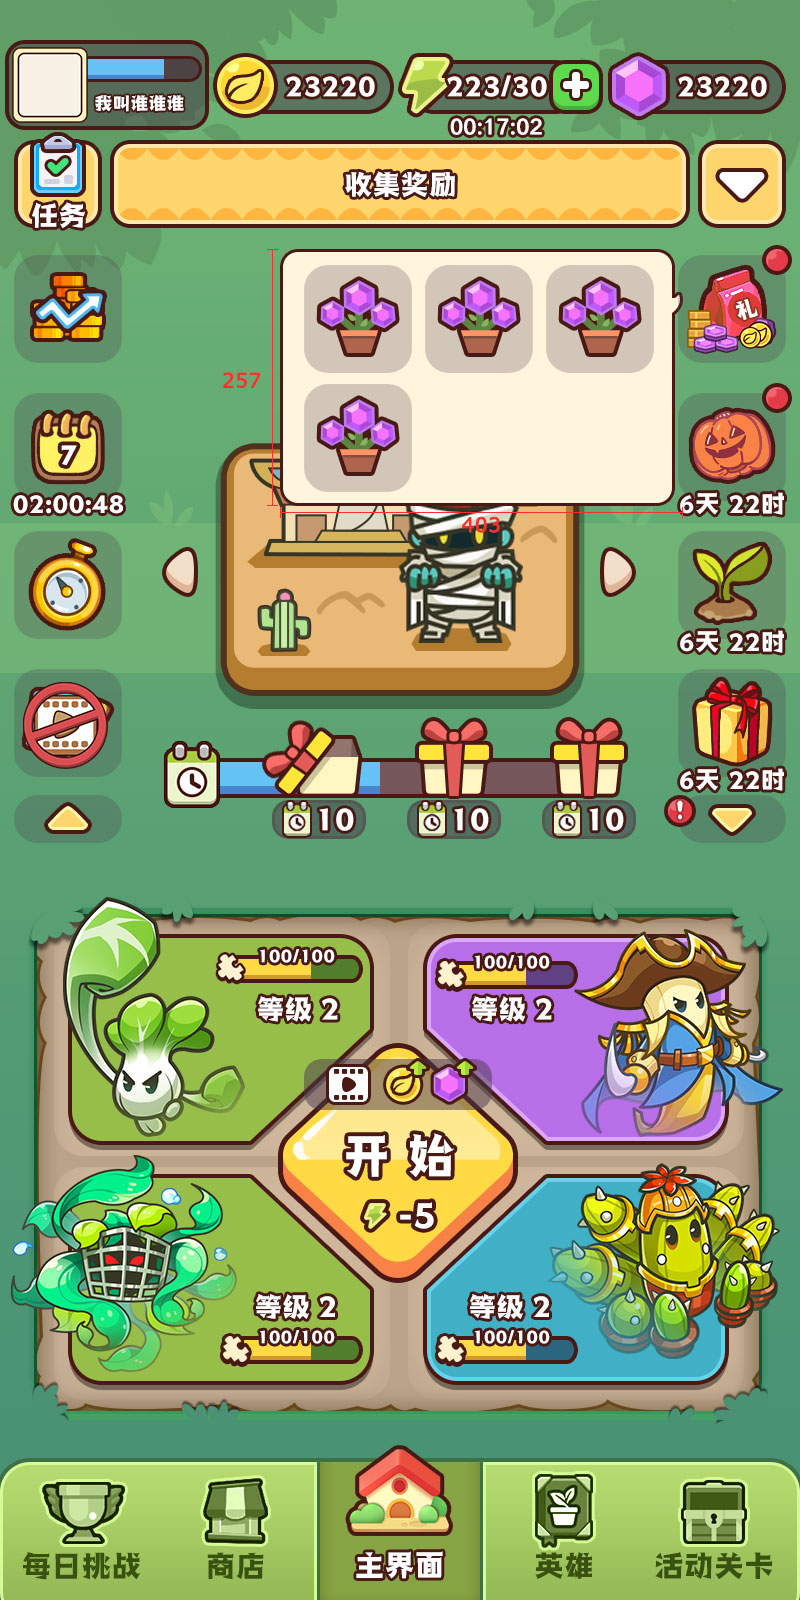 我叫谁谁谁
23220
223/30
23220
00:17:02
任务
收集奖励
礼
257
7
02:00:48
6天 22时
403
6天 22时
6天 22时
10
10
10
100/100
等级 2
100/100
等级 2
开 始
-5
等级 2
100/100
等级 2
100/100
每日挑战
商店
主界面
英雄
活动关卡